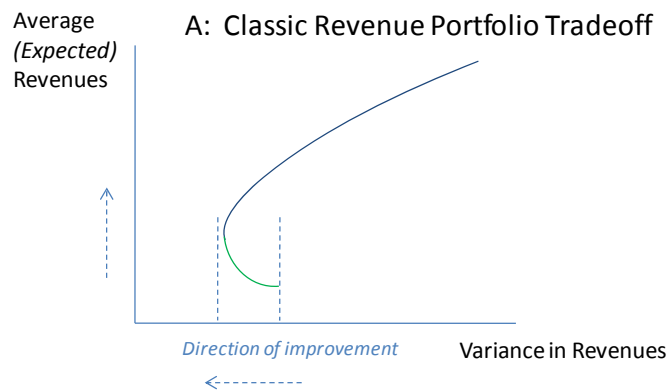 Average
(Expected)
Revenues
A: Classic Revenue Portfolio Tradeoff
Direction of improvement
Variance in Revenues